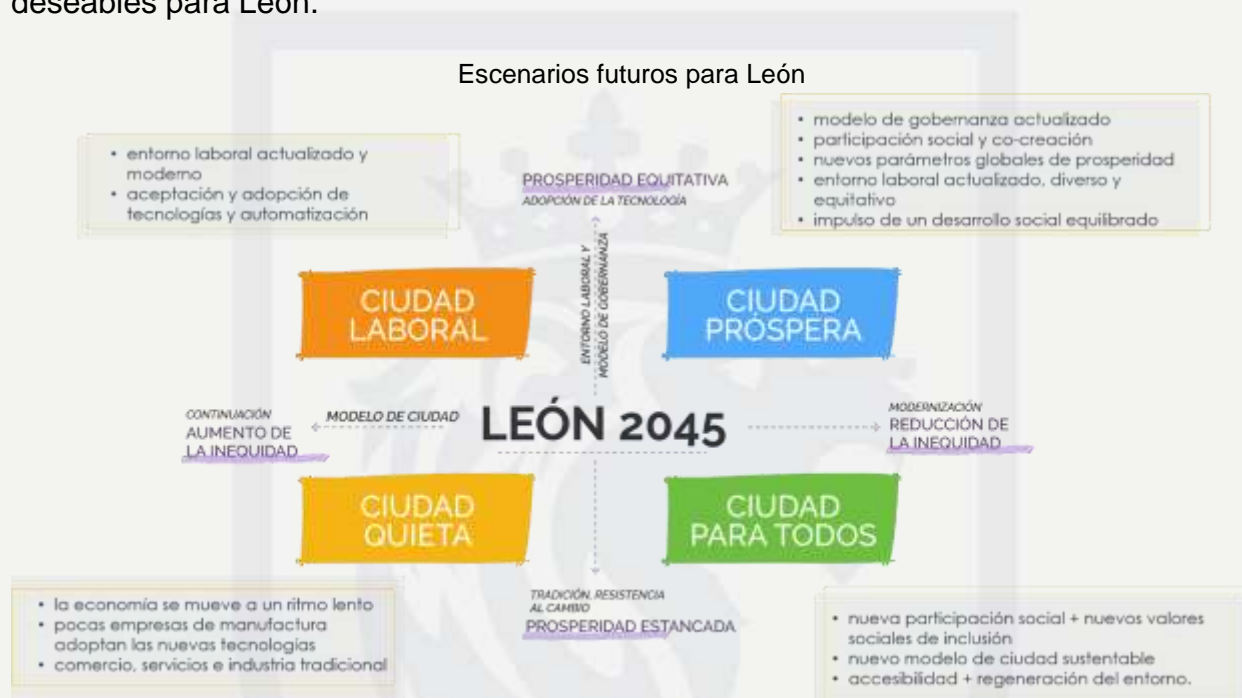 deseables para León.
Escenarios futuros para León
• entorno laboral actualizado y
moderno
• aceptación y adopción de
tecnologías y automatización
PROSPERIDAD EQUITATIVA
ADOPCIÓN DE LA TECNOLOGÍA
• modelo de gobernanza actualizado
• participación social y co-creación
• nuevos parámetros globales de prosperidad
• entorno laboral actualizado, diverso y
equitativo
• impulso de un desarrollo social equilibrado
ENTORNO LABORAL Y
MODELO DE GOBERNANZA
CIUDAD
LABORAL
CIUDAD
PRÓSPERA
CONTINUACIÓN
AUMENTO DE
LA INEQUIDAD
MODELO DE CIUDAD
LEÓN 2045
MODERNIZACIÓN
REDUCCIÓN DE
LA INEQUIDAD
CIUDAD
QUIETA
CIUDAD
PARA TODOS
TRADICIÓN, RESISTENCIA
AL CAMBIO
PROSPERIDAD ESTANCADA
• la economía se mueve a un ritmo lento
• pocas empresas de manufactura
adoptan las nuevas tecnologías
• comercio, servicios e industria tradicional
• nueva participación social + nuevos valores
sociales de inclusión
• nuevo modelo de ciudad sustentable
• accesibilidad + regeneración del entorno.